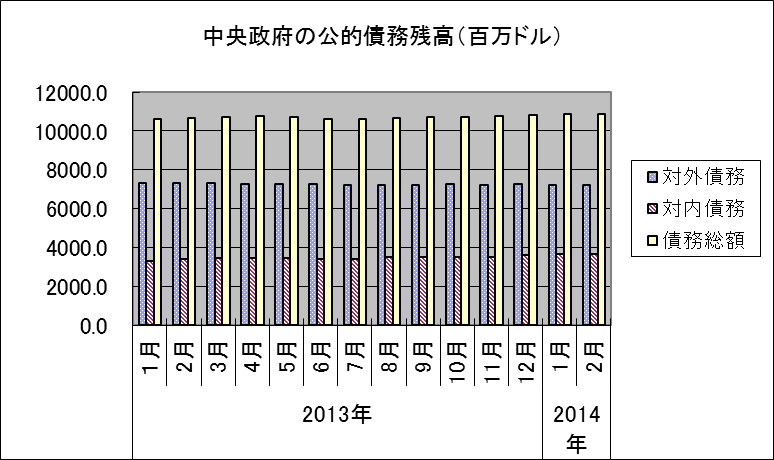 中央政府の公的債務残高（百万ドル）
12000.0
10000.0
8000.0
6000.0
4000.0
2000.0
0.0
対外債務
対内債務
債務総額
1月
2月
3月
4月
5月
6月
7月
8月
9月
10月
11月
12月
1月
2月
2013年
2014
年